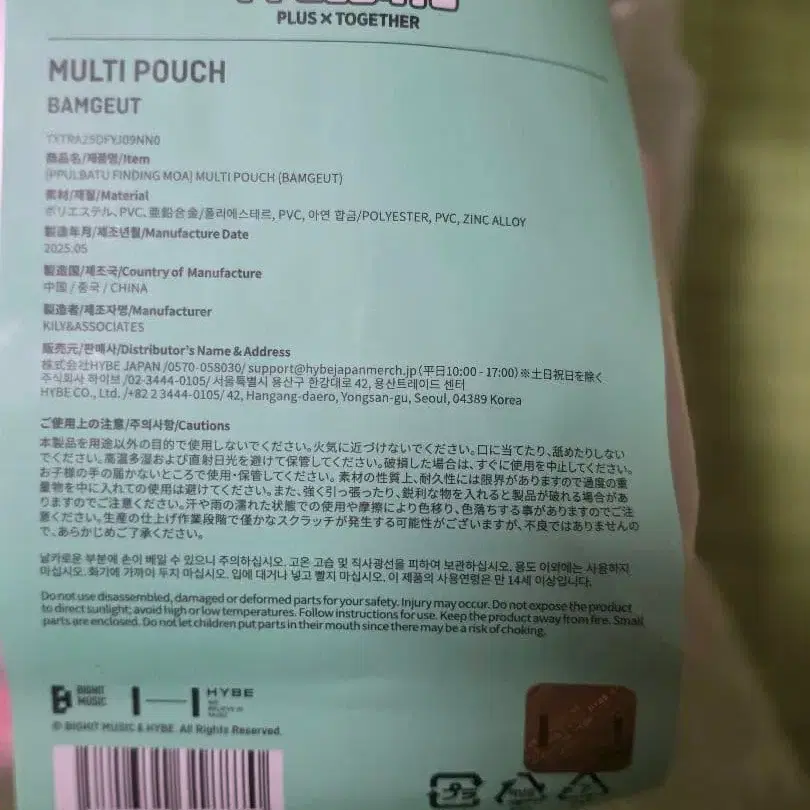 PLUS X TOGETHER
MULTI POUCH
BAMGEUT
TXTRA25DFYJ09NN0
商品名/제품명/Item
[PPULBATU FINDING MOA] MULTI POUCH (BAMGEUT)
素材/재질/Material
ポリエステル, PVC, 亜鉛合金/폴리에스테르, PVC, 아연 합금/POLYESTER, PVC, ZINC ALLOY
製造年月/제조년월/Manufacture Date
2025.05
製造国/제조국/Country of Manufacture
中国 / 중국 / CHINA
製造者/제조자명/Manufacturer
KILY&ASSOCIATES
販売元/판매사/Distributor's Name & Address
株式会社HYBE JAPAN /0570-058030/ support@hybejapanmerch.jp (平日10:00 - 17:00)※土日祝日を除く
주식회사 하이브 /02-3444-0105/ 서울특별시 용산구 한강대로 42, 용산트레이드 센터
HYBE CO., Ltd. /+82 2 3444-0105/ 42, Hangang-daero, Yongsan-gu, Seoul, 04389 Korea
ご使用上の注意/주의사항/Cautions
本製品を用途以外の目的で使用しないでください。火気に近づけないでください。口に当てたり、舐めたりしない
でください。高温多湿および直射日光を避けて保管してください。破損した場合は、すぐに使用を中止してください。
お子様の手の届かないところで使用・保管してください。素材の性質上、耐久性には限界がありますので過度の重
量物を中に入れての使用は避けてください。また、強く引っ張ったり、鋭利な物を入れると製品が破れる場合があ
りますのでご注意ください。汗や雨の濡れた状態での使用や摩擦により色移り、色落ちする事がありますのでご注
意ください。生産の仕上げ作業段階で僅かなスクラッチが発生する可能性がございますが、不良ではありませんの
で、あらかじめご了承ください。
날카로운 부분에 손이 베일 수 있으니 주의하십시오. 고온 고습 및 직사광선을 피하여 보관하십시오. 용도 이외에는 사용하지
마십시오. 화기에 가까이 두지 마십시오. 입에 대거나 넣고 빨지 마십시오. 이 제품의 사용연령은 만 14세 이상입니다.
Do not use disassembled, damaged or deformed parts for your safety. Injury may occur. Do not expose the product
to direct sunlight; avoid high or low temperatures. Follow instructions for use. Keep the product away from fire. Small
parts are enclosed. Do not let children put parts in their mouth since there may be a risk of choking.
BIGHIT MUSIC
HYBE
WE BELIEVE IN MUSIC
© BIGHIT MUSIC & HYBE. All Rights Reserved.
プラ